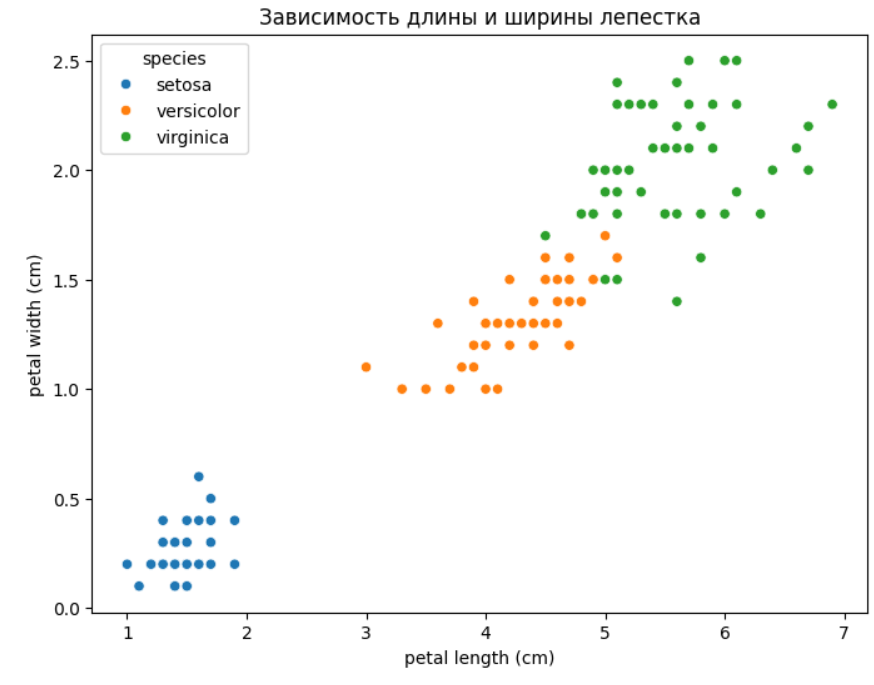 Зависимость длины и ширины лепестка
species
setosa
versicolor
virginica
petal width (cm)
2.5
2.0
1.5
1.0
0.5
0.0
1 2 3 4 5 6 7
petal length (cm)